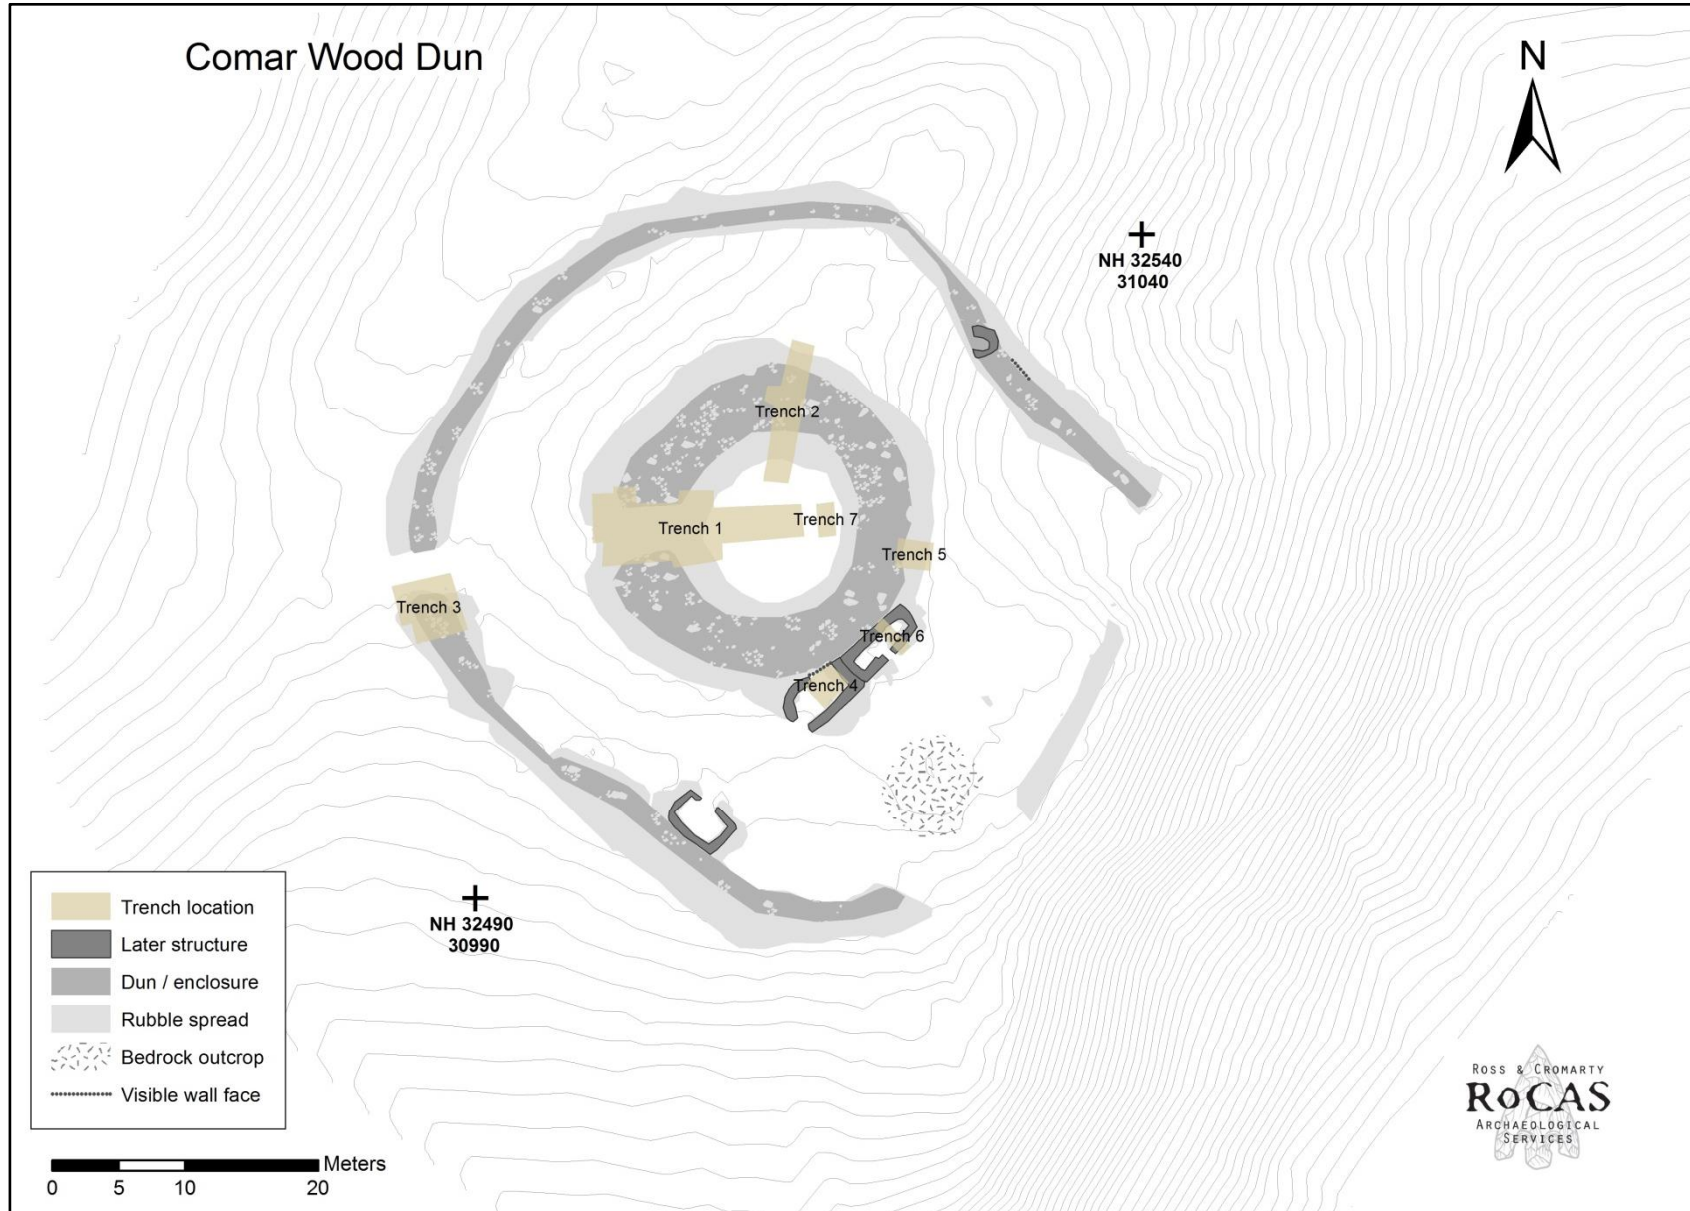 Comar Wood Dun
N
NH 32540
31040
Trench 2
Trench 7
Trench 1
Trench 5
Trench 3
Trench 6
Trench 4
NH 32490
30990
Trench location
Later structure
Dun / enclosure
Rubble spread
Bedrock outcrop
Visible wall face
Meters
0 5 10 20
ROSS & CROMARTY
RoCAS
ARCHAEOLOGICAL
SERVICES